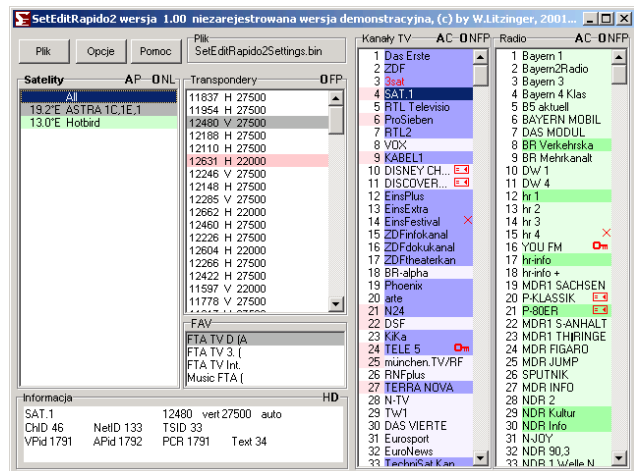 SetEditRapido2 wersja 1.00 niezarejestrowana wersja demonstracyjna, (c) by W.Litzinger, 2001...
Plik
Opcje
Pomoc
Plik
SetEditRapido2Settings.bin
Satelity AP ONL
All
19.2°E ASTRA 1C,1E,1
13.0°E Hotbird
Transpondery OFP
11837 H 27500
11954 H 27500
12480 V 27500
12188 H 27500
12110 H 27500
12631 H 22000
12246 V 27500
12148 H 27500
12285 V 27500
12662 H 22000
12460 H 27500
12226 H 27500
12604 H 22000
12266 H 27500
12422 H 27500
11597 V 22000
11778 V 27500
FAV
FTA TV D (A
FTA TV 3. (
FTA TV Int.
Music FTA (
Informacja HD
SAT.1 12480 vert 27500 auto
ChID 46 NetID 133 TSID 33
VPid 1791 APid 1792 PCR 1791 Text 34
Kanały TV AC ONFP
1 Das Erste
2 ZDF
3 3sat
4 SAT.1
5 RTL Televisio
6 ProSieben
7 RTL2
8 VOX
9 KABEL1
10 DISNEY CH...
11 DISCOVER...
12 EinsPlus
13 EinsExtra
14 EinsFestival
15 ZDFinfokanal
16 ZDFdokukanal
17 ZDFtheaterkan
18 BR-alpha
19 Phoenix
20 arte
21 N24
22 DSF
23 KiKa
24 TELE 5
25 münchen.TV/RF
26 RNFplus
27 TERRA NOVA
28 N-TV
29 TW1
30 DAS VIERTE
31 Eurosport
32 EuroNews
33 TechniSat Kan
Radio AC ONFP
1 Bayern 1
2 Bayern2Radio
3 Bayern 3
4 Bayern 4 Klas
5 B5 aktuell
6 BAYERN MOBIL
7 DAS MODUL
8 BR Verkehrska
9 BR Mehrkanalt
10 DW 1
11 DW 4
12 hr 1
13 hr 2
14 hr 3
15 hr 4
16 YOU FM
17 hr-info
18 hr-info +
19 MDR1 SACHSEN
20 P-KLASSIK
21 P-80ER
22 MDR1 S-ANHALT
23 MDR1 THIRINGE
24 MDR FIGARO
25 MDR JUMP
26 SPUTNIK
27 MDR INFO
28 NDR 2
29 NDR Kultur
30 NDR Info
31 N-JOY
32 NDR 90,3
33 NDR 1 Welle N